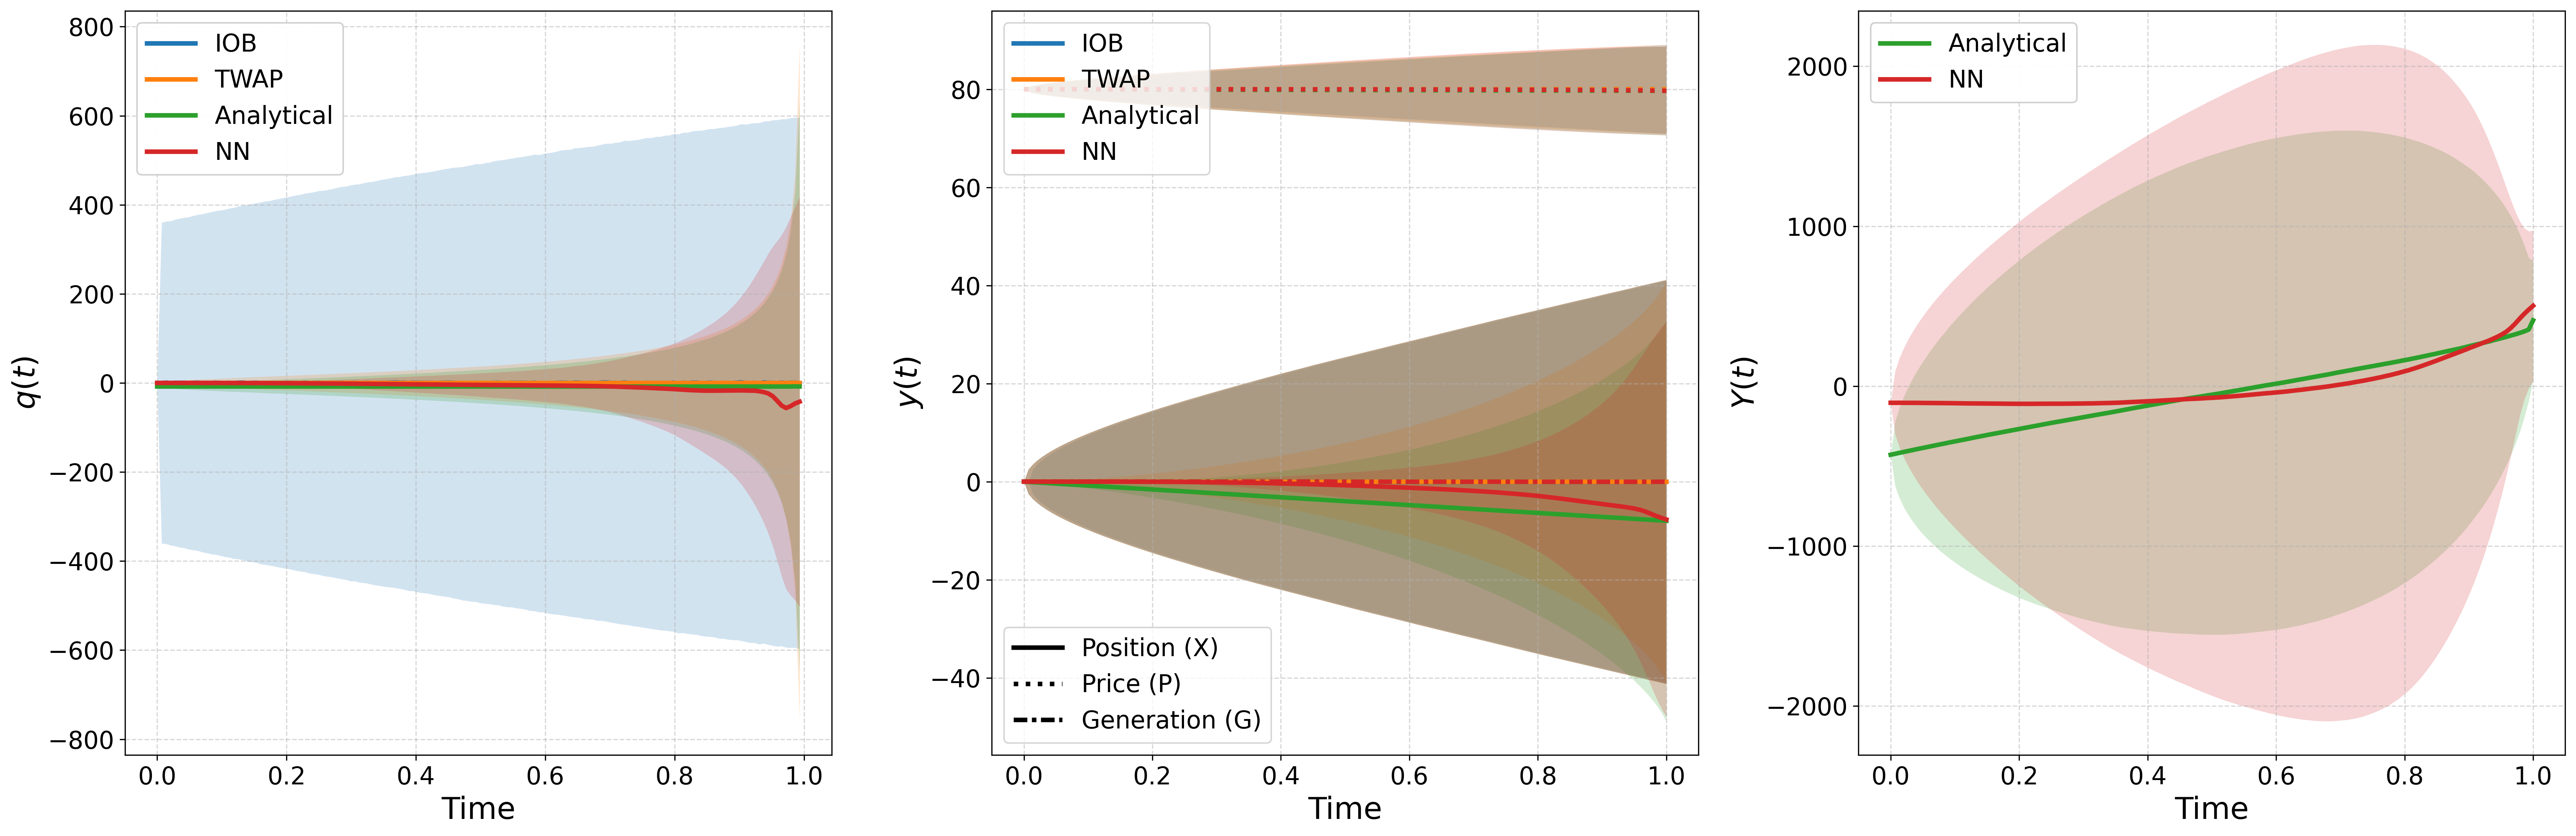 800
600
400
200
0
−200
−400
−600
−800
q(t)
IOB
TWAP
Analytical
NN
0.0 0.2 0.4 0.6 0.8 1.0
Time
80
60
40
20
0
−20
−40
y(t)
IOB
TWAP
Analytical
NN
Position (X)
Price (P)
Generation (G)
0.0 0.2 0.4 0.6 0.8 1.0
Time
2000
1000
0
−1000
−2000
Y(t)
Analytical
NN
0.0 0.2 0.4 0.6 0.8 1.0
Time